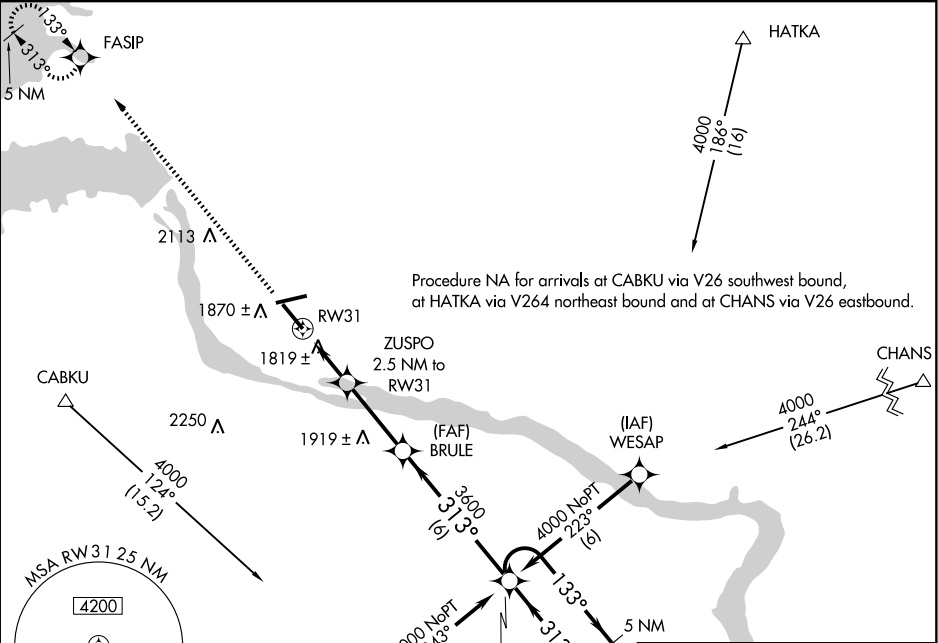 133°
313°
FASIP
5 NM
HATKA
4000
186°
(16)
2113
Procedure NA for arrivals at CABKU via V26 southwest bound,
at HATKA via V264 northeast bound and at CHANS via V26 eastbound.
1870 ±
RW31
1819 ±
ZUSPO
2.5 NM to
RW31
CHANS
4000
244°
(26.2)
CABKU
4000
124°
(15.2)
2250
1919 ±
(FAF)
BRULE
(IAF)
WESAP
3600
313°
(6)
4000 NoPT
223°
(6)
133°
5 NM
MSA RW31 25 NM
4200
NoPT